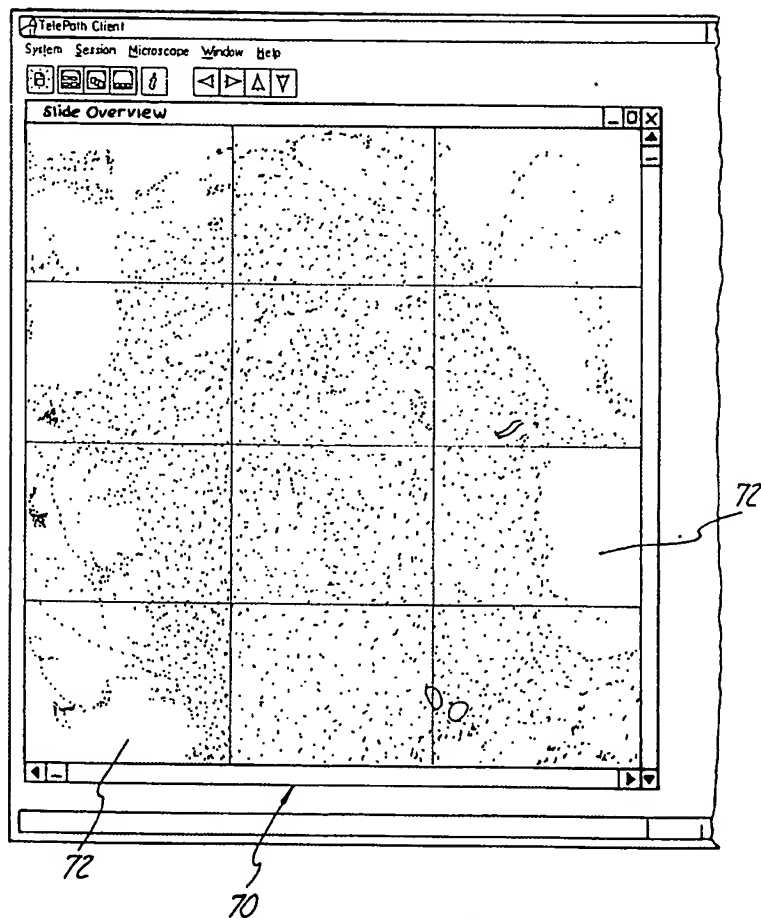 TelePath Client
System Session Microscope Window Help
Slide Overview
72
72
70